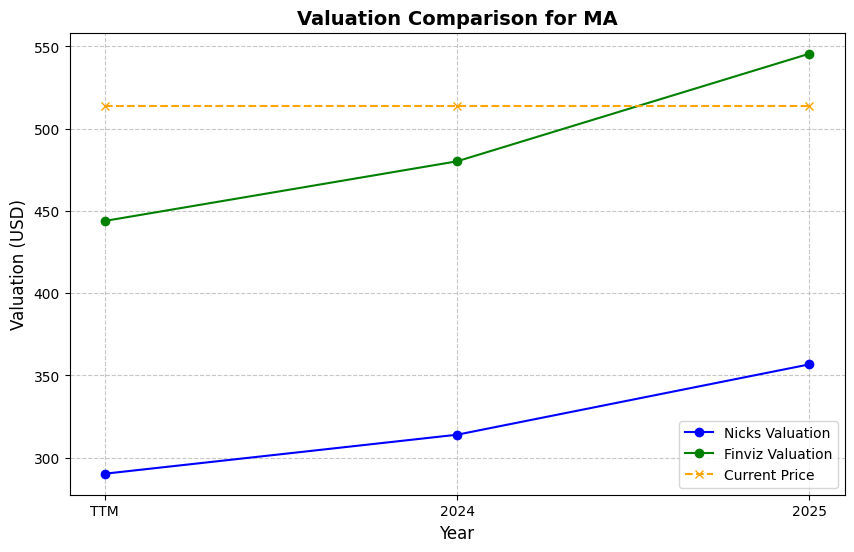 Valuation Comparison for MA
550
500
450
400
350
300
Valuation (USD)
TTM
2024
2025
Year
Nicks Valuation
Finviz Valuation
Current Price